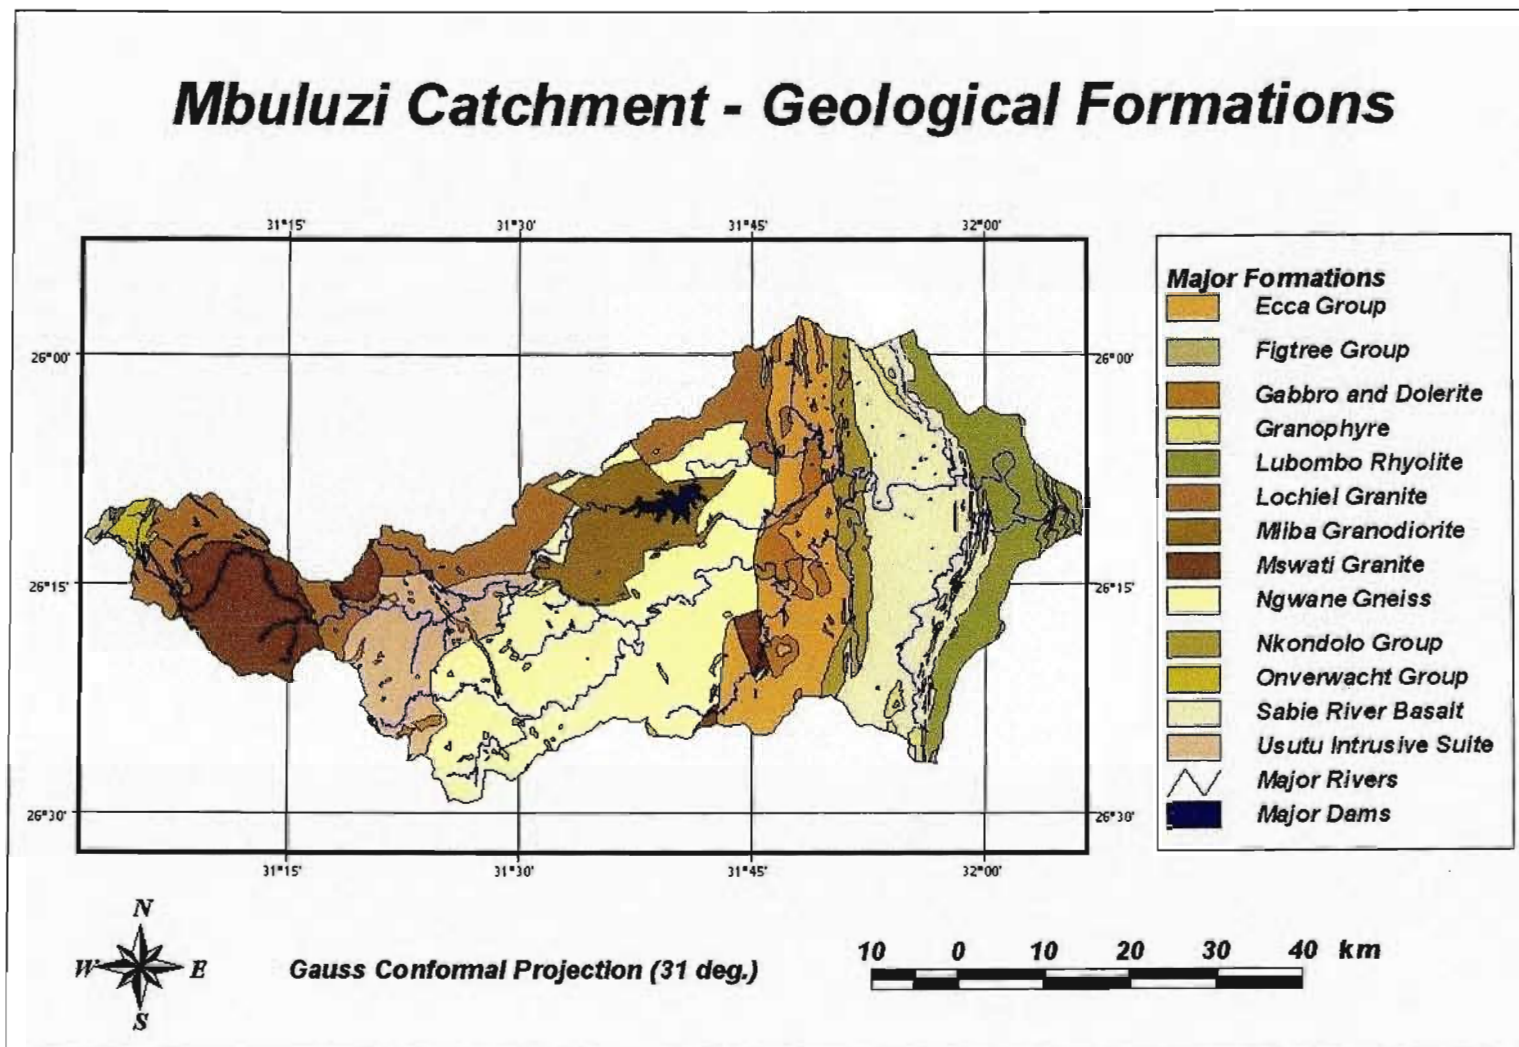 Mbuluzi Catchment - Geological Formations
31°15' 31°30' 31°45' 32°00'
26°00' 26°00'
26°15' 26°15'
26°30' 26°30'
31°15' 31°30' 31°45' 32°00'
Major Formations
Ecca Group
Figtree Group
Gabbro and Dolerite
Granophyre
Lubombo Rhyolite
Lochiel Granite
Mliba Granodiorite
Mswati Granite
Ngwane Gneiss
Nkondolo Group
Onverwacht Group
Sabie River Basalt
Usutu Intrusive Suite
Major Rivers
Major Dams
N
W E
S
Gauss Conformal Projection (31 deg.)
10 0 10 20 30 40 km